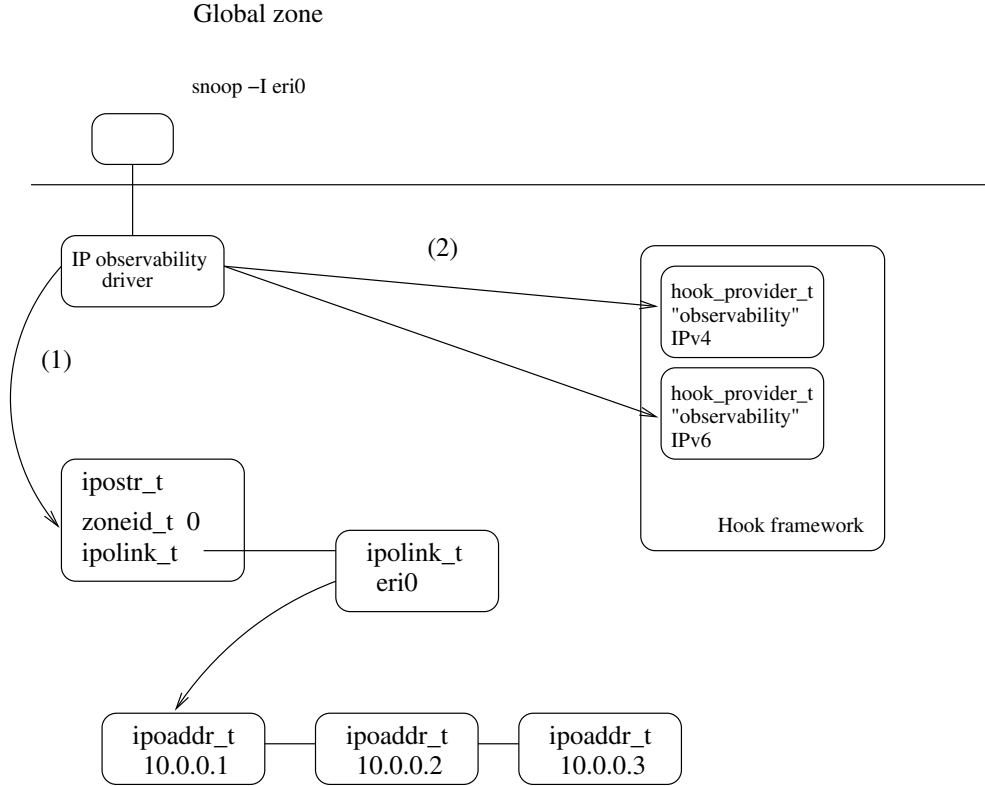 Global zone
snoop −I eri0
IP observability
driver
(2)
hook_provider_t
"observability"
IPv4
(1)
hook_provider_t
"observability"
IPv6
ipostr_t
zoneid_t 0
ipolink_t
Hook framework
ipolink_t
eri0
ipoaddr_t
10.0.0.1
ipoaddr_t
10.0.0.2
ipoaddr_t
10.0.0.3